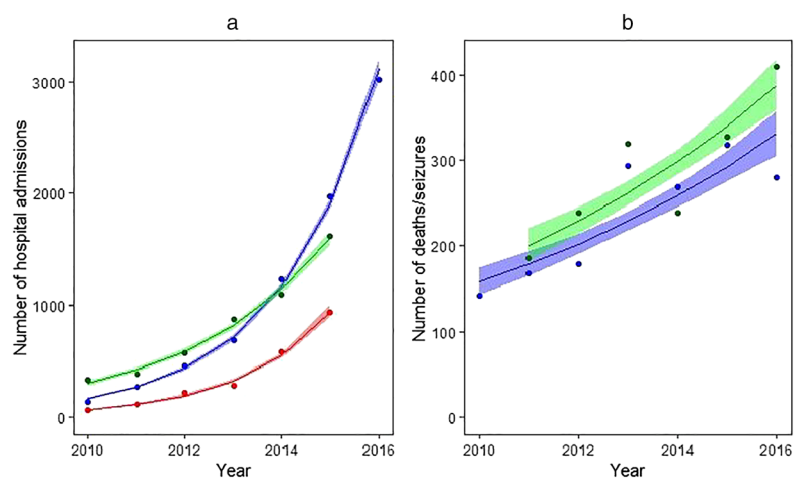 a
Number of hospital admissions
3000
2000
1000
0
2010
2012
2014
2016
Year
b
Number of deaths/seizures
400
300
200
100
0
2010
2012
2014
2016
Year